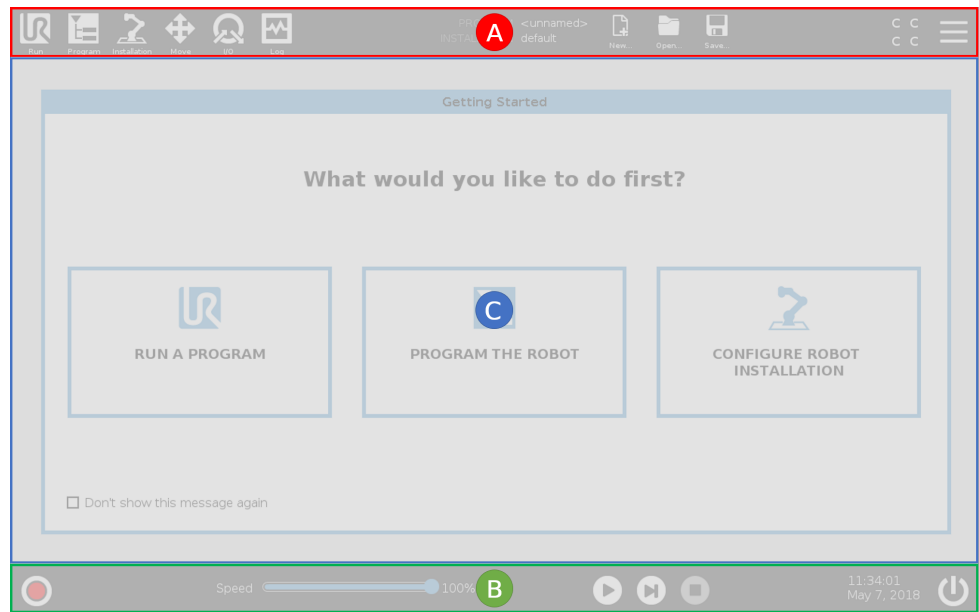 <unnamed>
default
A
C C
C C
Run Program Installation Move I/O Log
New... Open... Save...
Getting Started
What would you like to do first?
C
RUN A PROGRAM
PROGRAM THE ROBOT
CONFIGURE ROBOT
INSTALLATION
Don't show this message again
Speed 100% B
11:34:01
May 7, 2018